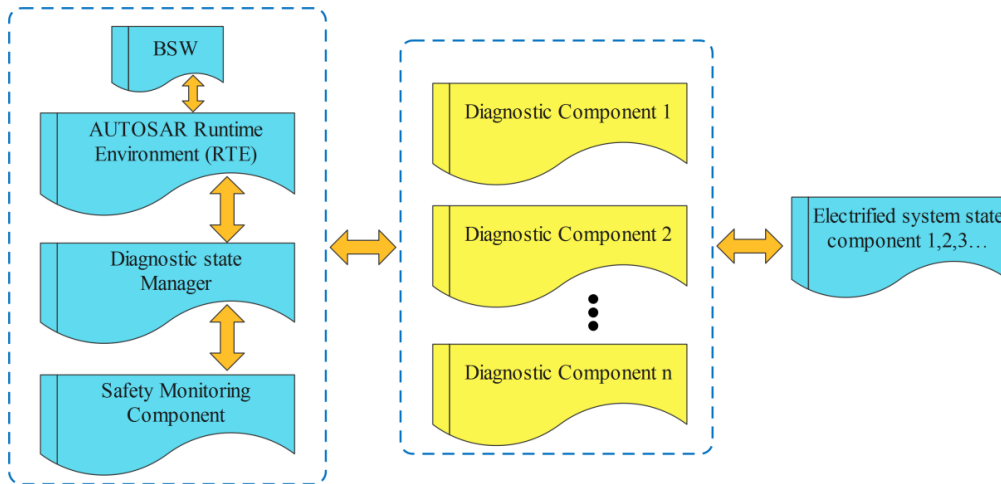 BSW
AUTOSAR Runtime
Environment (RTE)
Diagnostic state
Manager
Safety Monitoring
Component
Diagnostic Component 1
Diagnostic Component 2
Diagnostic Component n
Electrified system state
component 1,2,3…